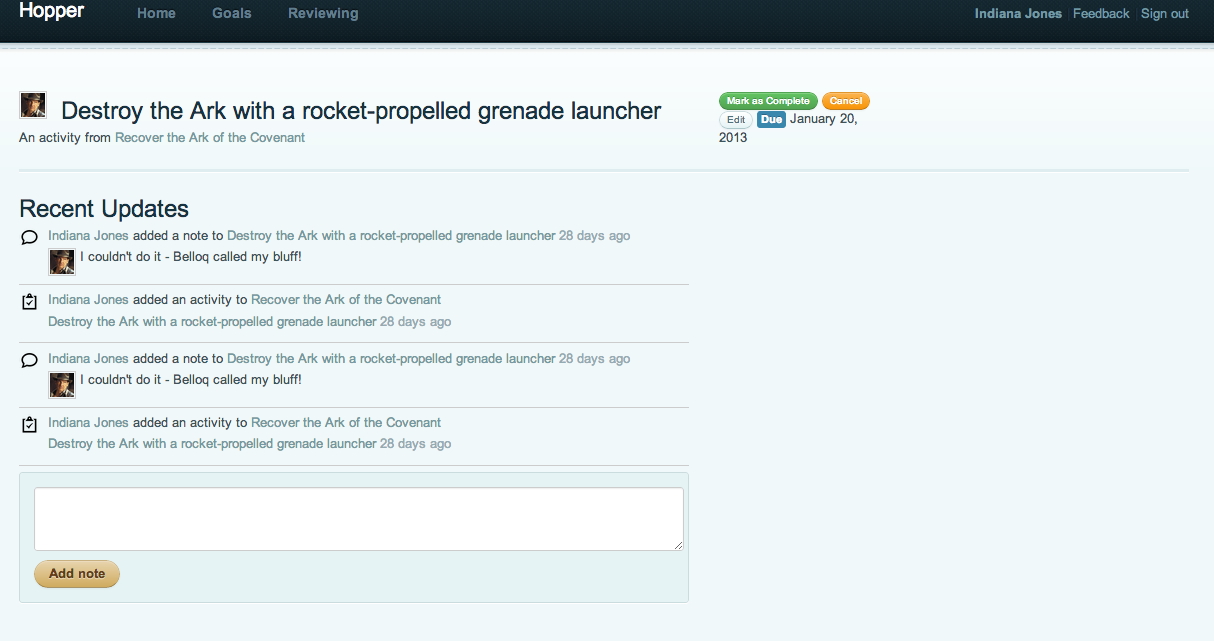 Hopper Home Goals Reviewing Indiana Jones Feedback Sign out
Destroy the Ark with a rocket-propelled grenade launcher
An activity from Recover the Ark of the Covenant
Mark as Complete Cancel
Edit Due January 20,
2013
Recent Updates
Indiana Jones added a note to Destroy the Ark with a rocket-propelled grenade launcher 28 days ago
I couldn't do it - Belloq called my bluff!
Indiana Jones added an activity to Recover the Ark of the Covenant
Destroy the Ark with a rocket-propelled grenade launcher 28 days ago
Indiana Jones added a note to Destroy the Ark with a rocket-propelled grenade launcher 28 days ago
I couldn't do it - Belloq called my bluff!
Indiana Jones added an activity to Recover the Ark of the Covenant
Destroy the Ark with a rocket-propelled grenade launcher 28 days ago
Add note